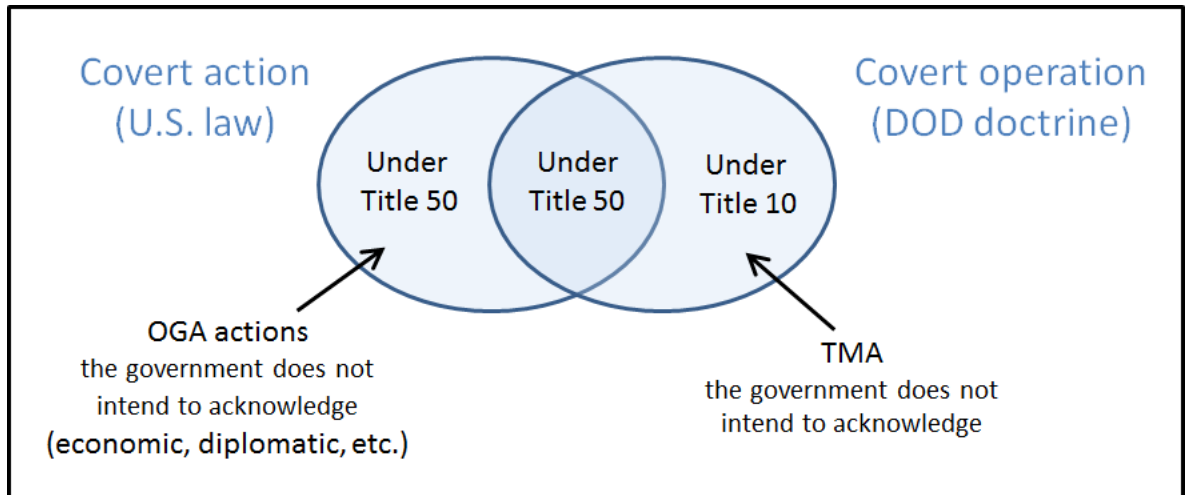 Covert action
(U.S. law)
Covert operation
(DOD doctrine)
Under
Title 50
Under
Title 50
Under
Title 10
OGA actions
the government does not
intend to acknowledge
(economic, diplomatic, etc.)
TMA
the government does not
intend to acknowledge